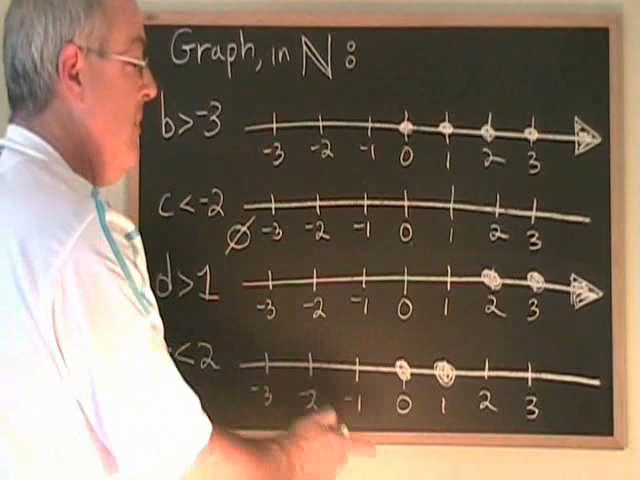 Graph, in ℕ:
b > -3
-3 -2 -1 0 1 2 3
c < -2
∅ -3 -2 -1 0 1 2 3
d > 1
-3 -2 -1 0 1 2 3
< 2
-3 -2 -1 0 1 2 3